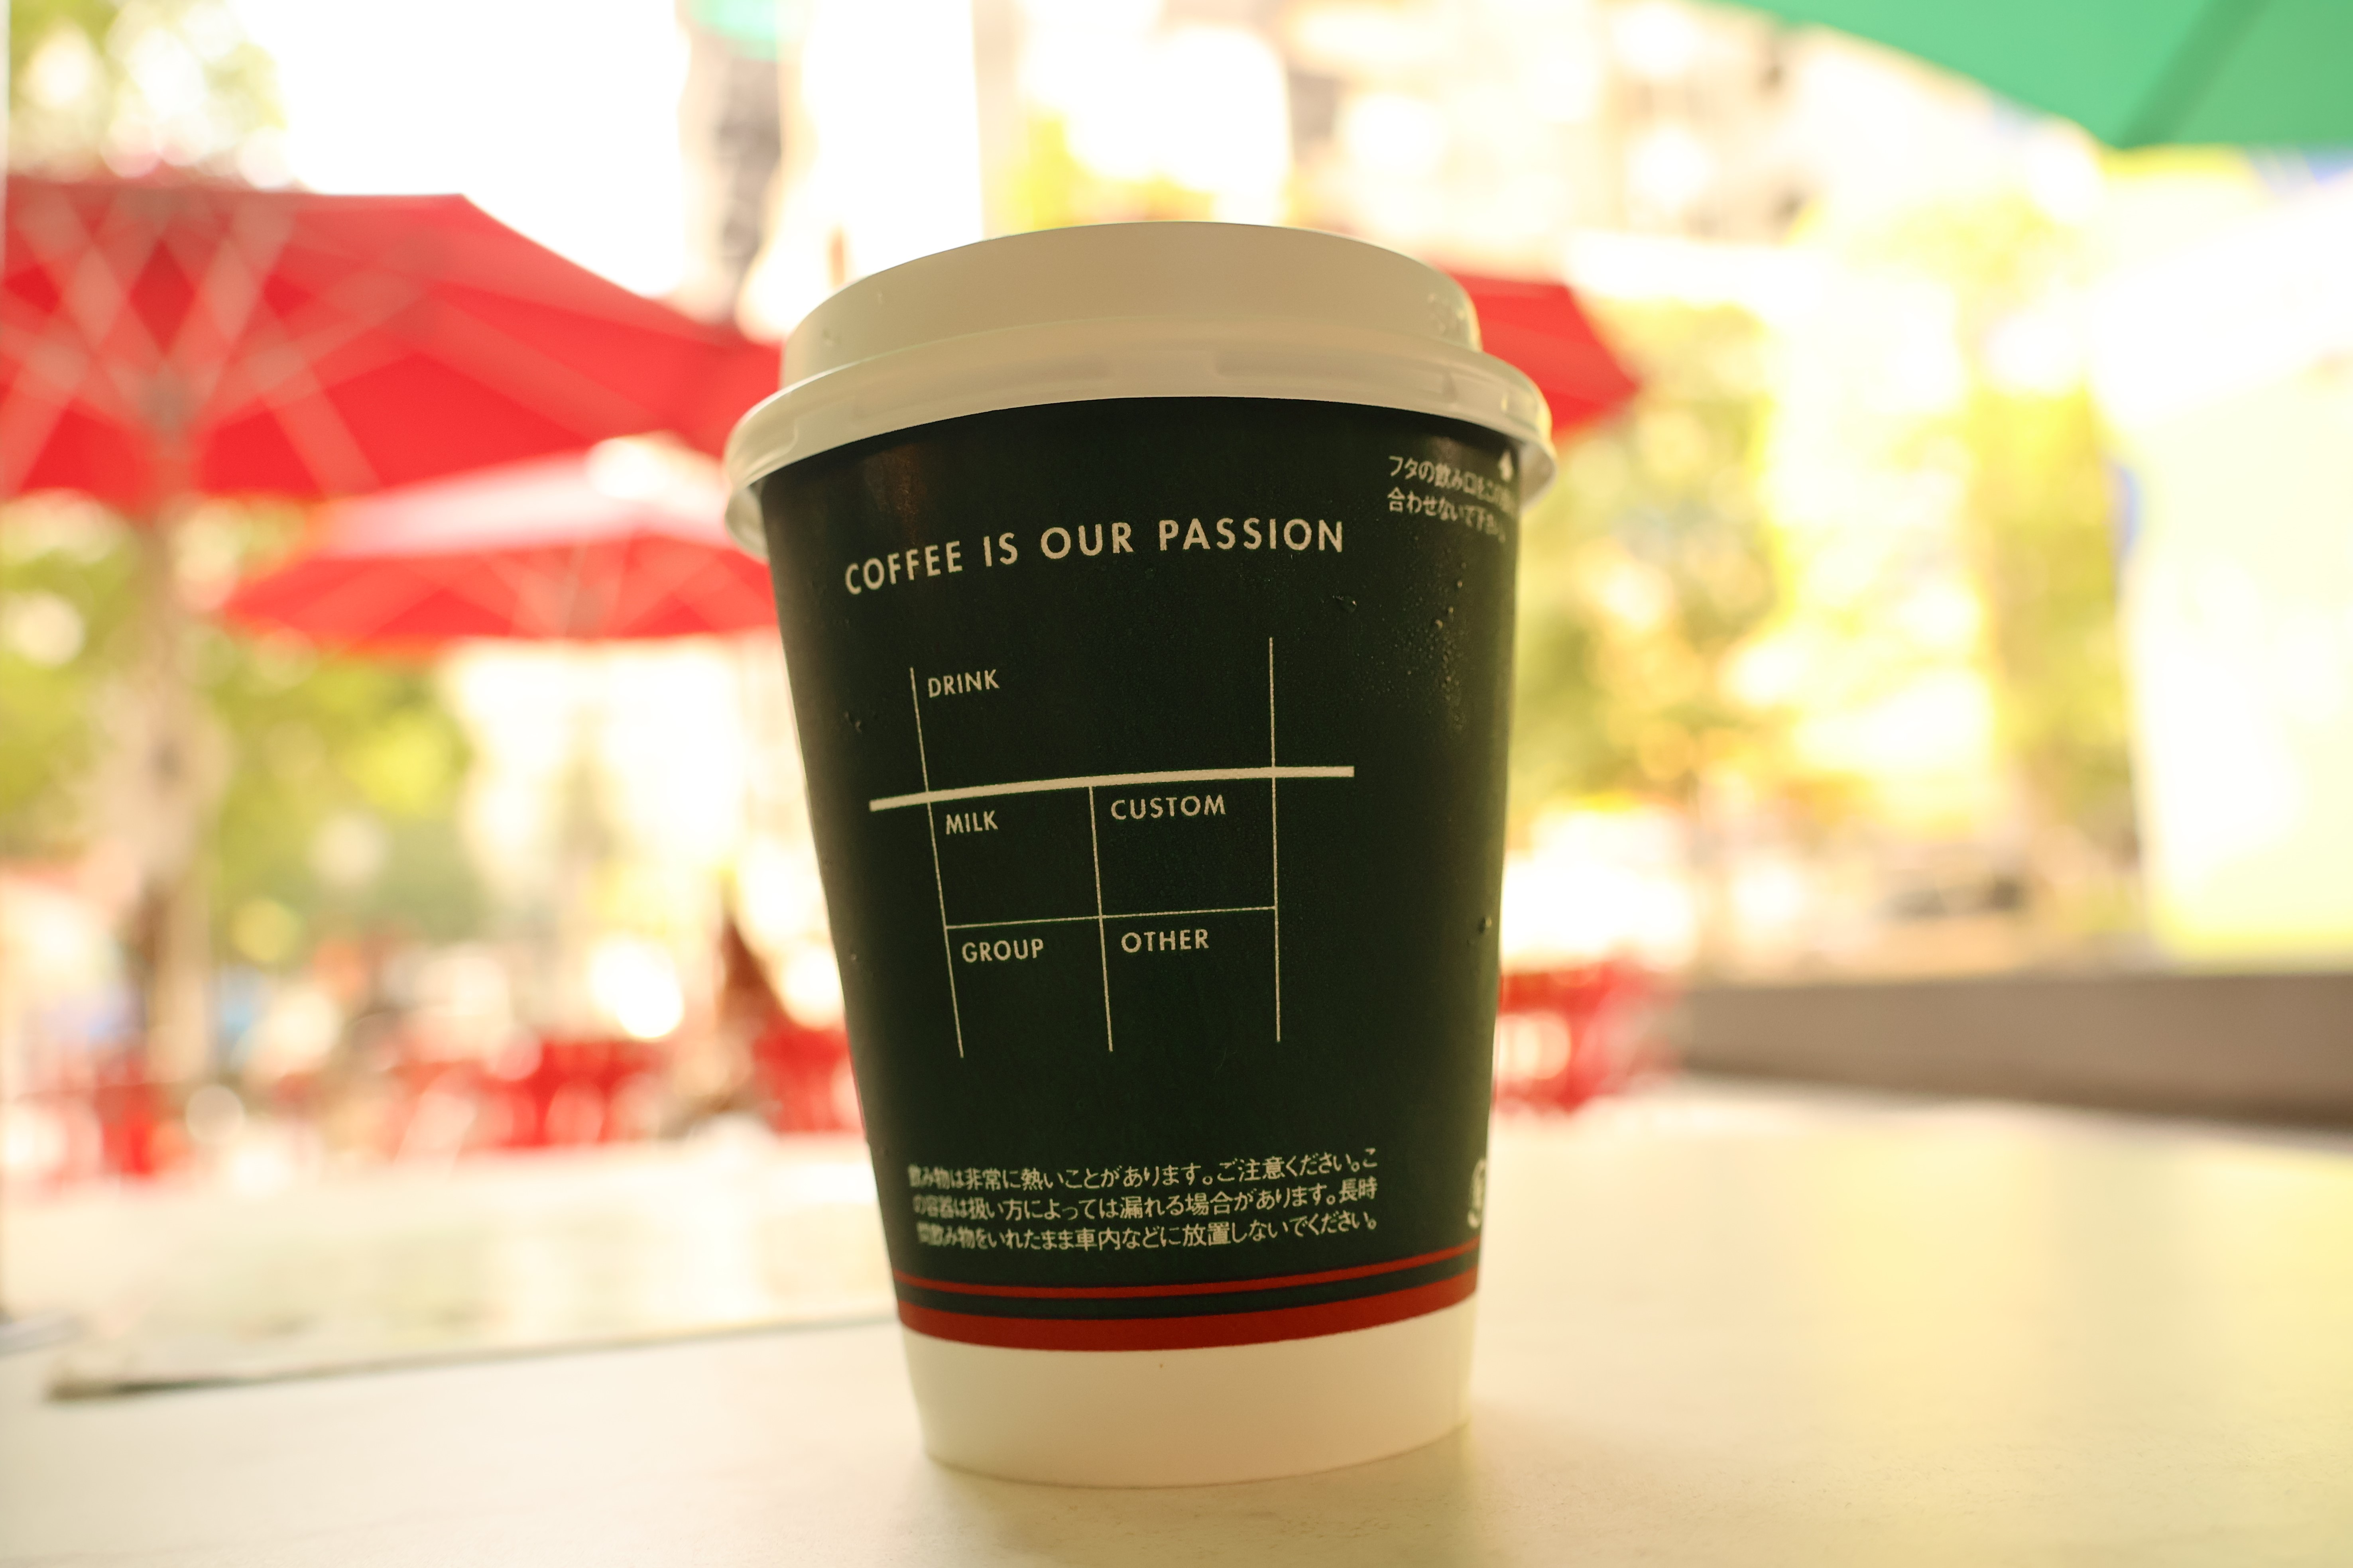 フタの飲み口をこの
合わせないで下さい
COFFEE IS OUR PASSION
DRINK
MILK
CUSTOM
GROUP
OTHER
飲み物は非常に熱いことがあります。ご注意ください。こ
の容器は扱い方によっては漏れる場合があります。長時
間飲み物をいれたまま車内などに放置しないでください。